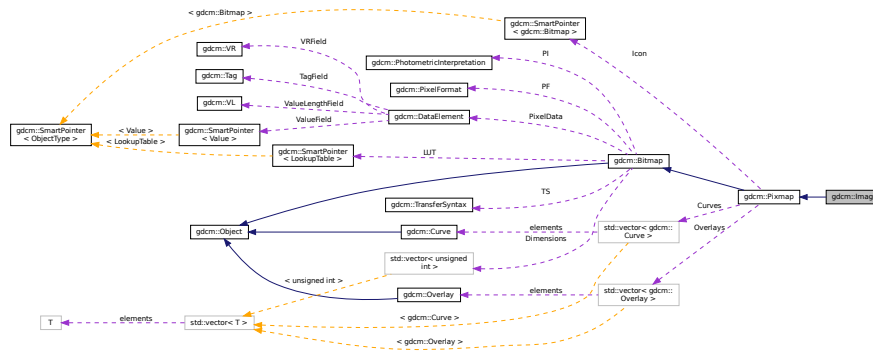 < gdcm::Bitmap >
gdcm::SmartPointer
< gdcm::Bitmap >
VRField
gdcm::VR
PI
Icon
gdcm::PhotometricInterpretation
TagField
gdcm::Tag
PF
gdcm::PixelFormat
gdcm::VL
ValueLengthField
gdcm::DataElement
PixelData
ValueField
gdcm::SmartPointer
< ObjectType >
< Value >
gdcm::SmartPointer
< Value >
< LookupTable >
gdcm::SmartPointer
< LookupTable >
LUT
gdcm::Bitmap
TS
gdcm::TransferSyntax
gdcm::Pixmap
gdcm::Imag
Curves
Overlays
gdcm::Object
gdcm::Curve
elements
Dimensions
std::vector< gdcm::
Curve >
std::vector< unsigned
int >
< unsigned int >
gdcm::Overlay
elements
std::vector< gdcm::
Overlay >
T
elements
std::vector< T >
< gdcm::Curve >
< gdcm::Overlay >